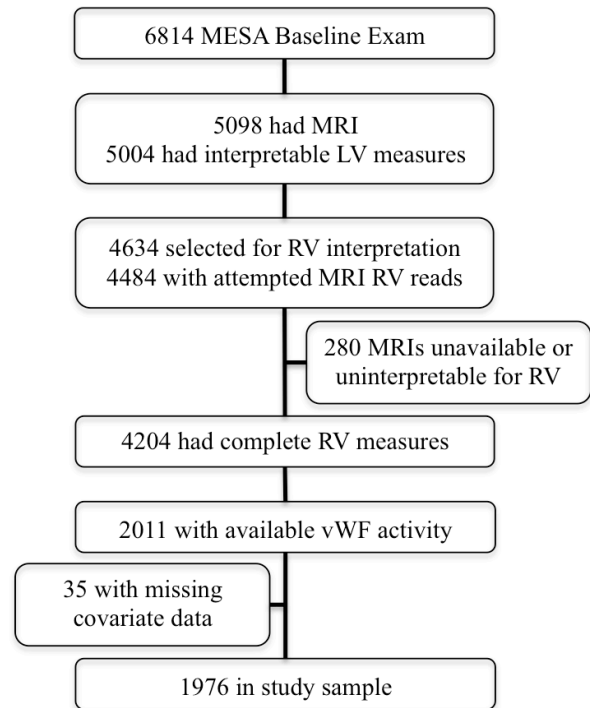 6814 MESA Baseline Exam
5098 had MRI
5004 had interpretable LV measures
4634 selected for RV interpretation
4484 with attempted MRI RV reads
280 MRIs unavailable or
uninterpretable for RV
4204 had complete RV measures
2011 with available vWF activity
35 with missing
covariate data
1976 in study sample